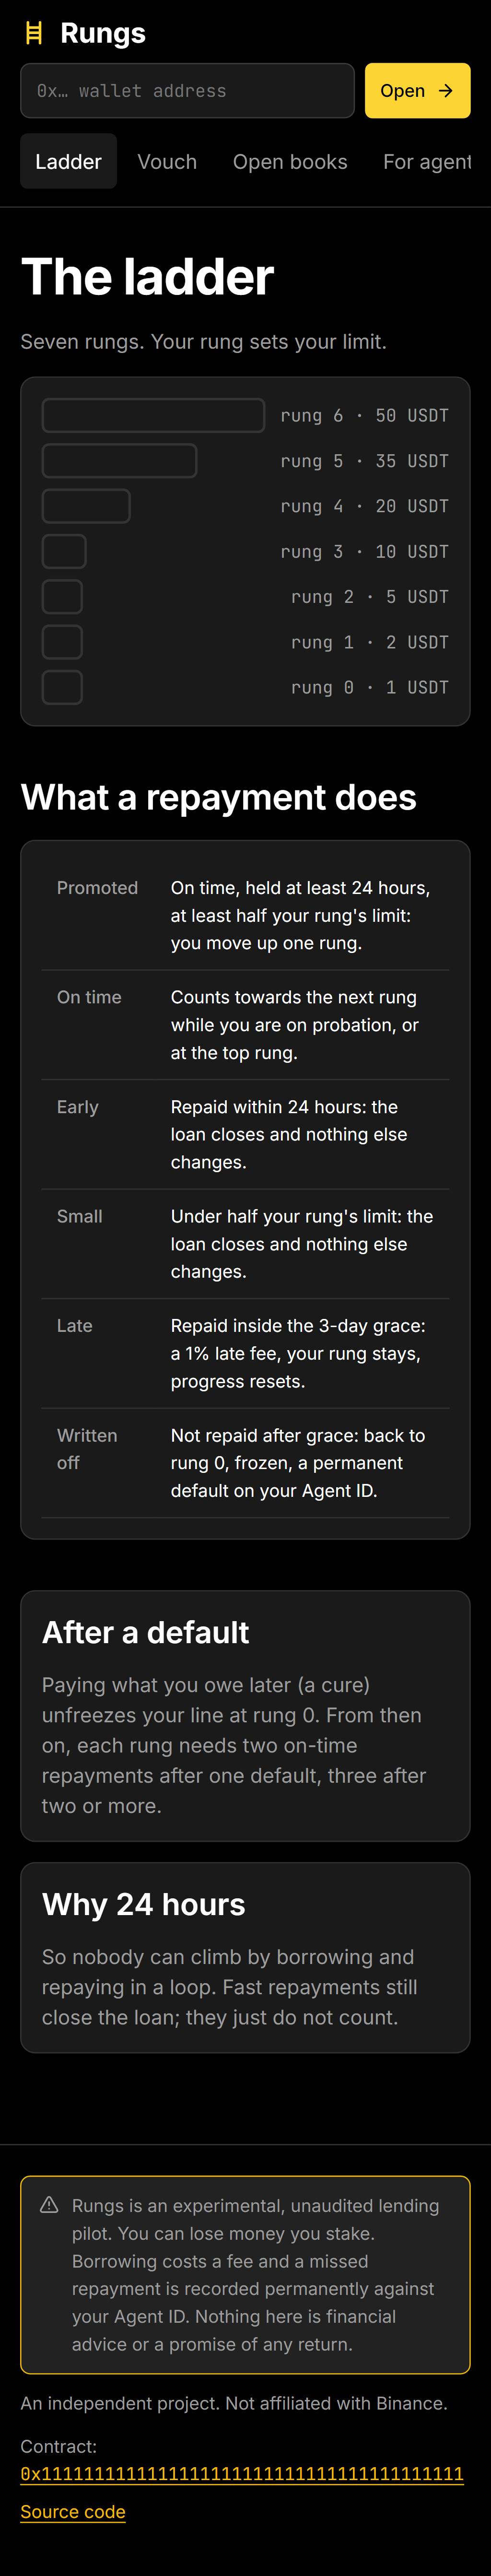 Rungs
0x… wallet address
Open →
Ladder Vouch Open books For agent
The ladder
Seven rungs. Your rung sets your limit.
rung 6 · 50 USDT
rung 5 · 35 USDT
rung 4 · 20 USDT
rung 3 · 10 USDT
rung 2 · 5 USDT
rung 1 · 2 USDT
rung 0 · 1 USDT
What a repayment does
Promoted On time, held at least 24 hours,
at least half your rung's limit:
you move up one rung.
On time Counts towards the next rung
while you are on probation, or
at the top rung.
Early Repaid within 24 hours: the
loan closes and nothing else
changes.
Small Under half your rung's limit: the
loan closes and nothing else
changes.
Late Repaid inside the 3-day grace:
a 1% late fee, your rung stays,
progress resets.
Written Not repaid after grace: back to
off rung 0, frozen, a permanent
default on your Agent ID.
After a default
Paying what you owe later (a cure)
unfreezes your line at rung 0. From then
on, each rung needs two on-time
repayments after one default, three after
two or more.
Why 24 hours
So nobody can climb by borrowing and
repaying in a loop. Fast repayments still
close the loan; they just do not count.
Rungs is an experimental, unaudited lending
pilot. You can lose money you stake.
Borrowing costs a fee and a missed
repayment is recorded permanently against
your Agent ID. Nothing here is financial
advice or a promise of any return.
An independent project. Not affiliated with Binance.
Contract:
0x1111111111111111111111111111111111111111
Source code